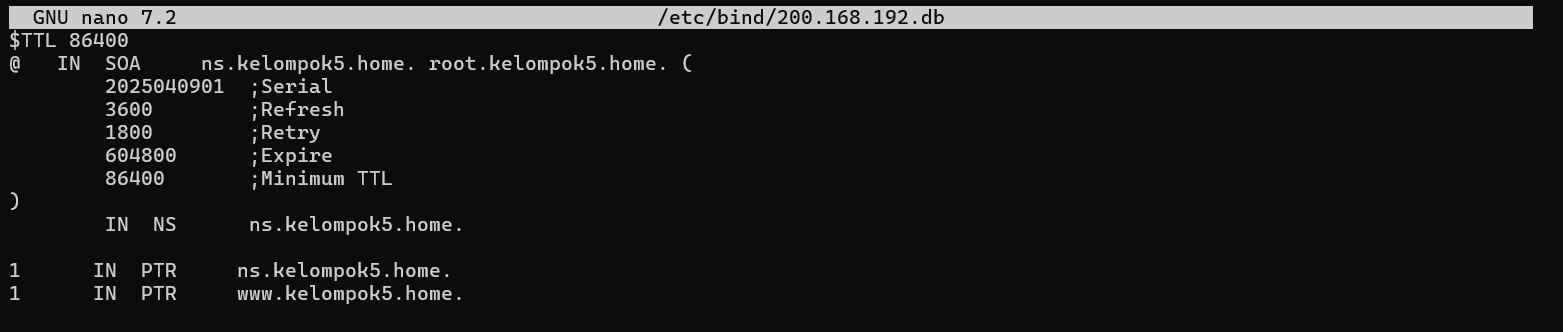 GNU nano 7.2 /etc/bind/200.168.192.db
$TTL 86400
@ IN SOA ns.kelompok5.home. root.kelompok5.home. (
2025040901 ;Serial
3600 ;Refresh
1800 ;Retry
604800 ;Expire
86400 ;Minimum TTL
)
IN NS ns.kelompok5.home.
1 IN PTR ns.kelompok5.home.
1 IN PTR www.kelompok5.home.